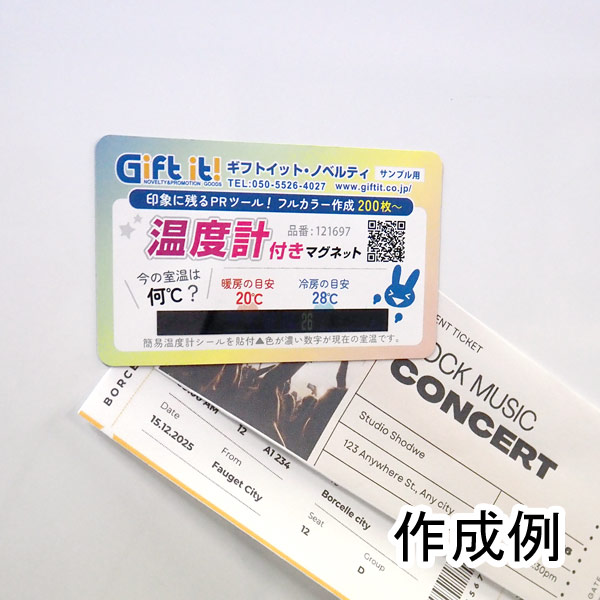 Gift it!
NOVELTY&PROMOTION GOODS
ギフトイット・ノベルティ サンプル用
TEL:050-5526-4027 www.giftit.co.jp/
印象に残るPRツール！フルカラー作成200枚～
品番:121697
温度計付きマグネット
今の室温は何℃？
暖房の目安 20℃
冷房の目安 28℃
26
簡易温度計シールを貼付▲色が濃い数字が現在の室温です。
TICKET
ROCK MUSIC
CONCERT
Studio Shodwe
123 Anywhere St., Any city
Date
15.12.2025
12
A1 234
From
Fauget City
Borcelle city
Seat
12
Group
D
作成例